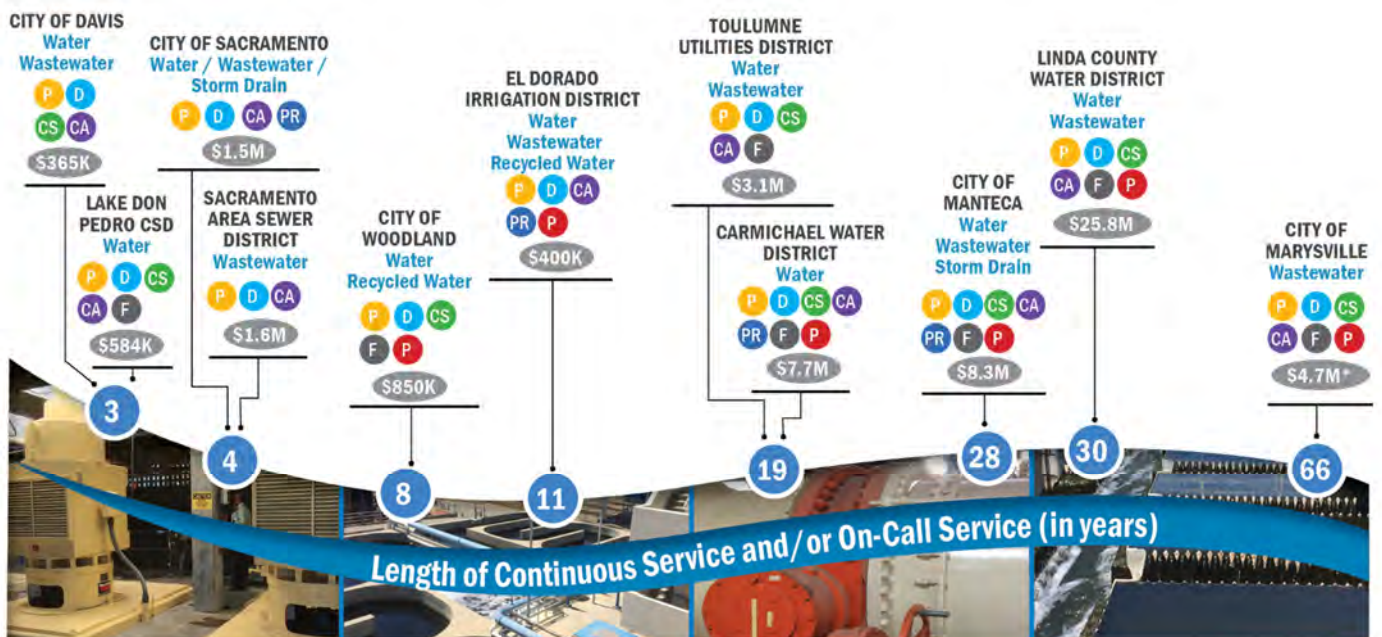 CITY OF DAVIS
Water
Wastewater
P D
CS CA
$365K
LAKE DON
PEDRO CSD
Water
P D CS
CA F
$584K
3
CITY OF SACRAMENTO
Water / Wastewater /
Storm Drain
P D CA PR
$1.5M
SACRAMENTO
AREA SEWER
DISTRICT
Wastewater
P D CA
$1.6M
4
CITY OF
WOODLAND
Water
Recycled Water
P D CS
F P
$850K
8
EL DORADO
IRRIGATION DISTRICT
Water
Wastewater
Recycled Water
P D CA
PR P
$400K
11
TOULUMNE
UTILITIES DISTRICT
Water
Wastewater
P D CS
CA F
$3.1M
CARMICHAEL WATER
DISTRICT
Water
P D CS CA
PR F P
$7.7M
19
CITY OF
MANTECA
Water
Wastewater
Storm Drain
P D CS CA
PR F P
$8.3M
28
LINDA COUNTY
WATER DISTRICT
Water
Wastewater
P D CS
CA F P
$25.8M
30
CITY OF
MARYSVILLE
Wastewater
P D CS
CA F P
$4.7M*
66
Length of Continuous Service and/or On-Call Service (in years)